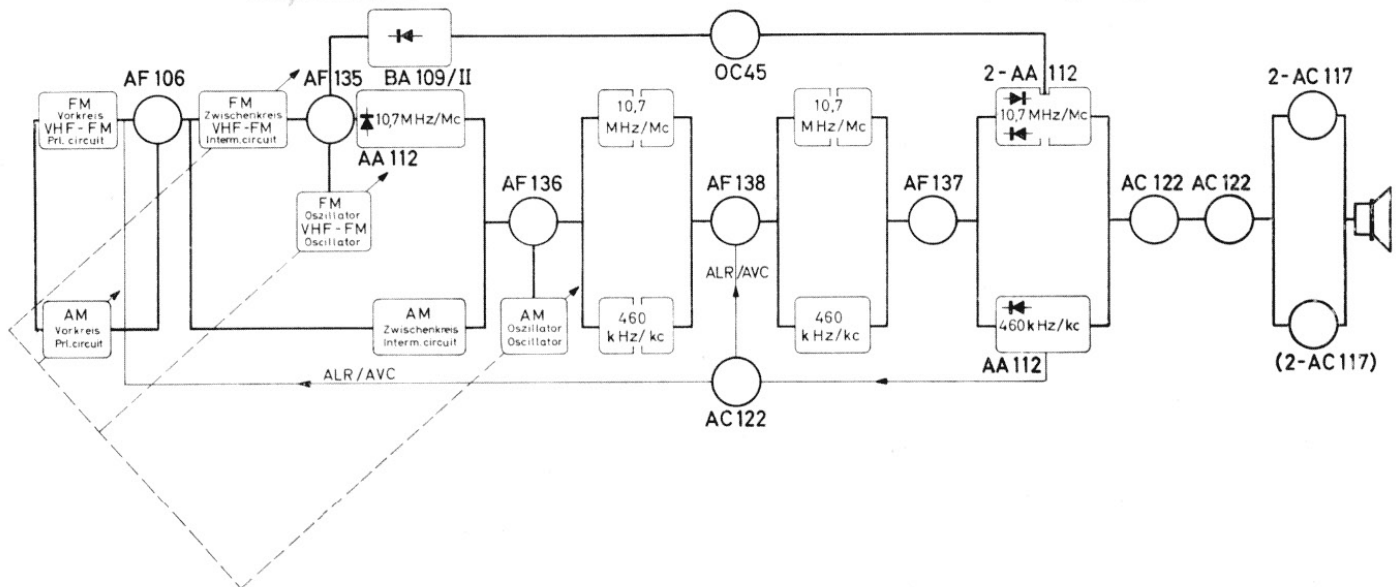 BA 109/II
OC45
AF 106
AF 135
2-AA 112
2-AC 117
FM
Vorkreis
VHF-FM
Prl. circuit
FM
Zwischenkreis
VHF-FM
Interm. circuit
10,7 MHz/Mc
AA 112
10,7
MHz/Mc
10,7
MHz/Mc
10,7 MHz/Mc
FM
Oszillator
VHF-FM
Oscillator
AF 136
AF 138
AF 137
AC 122
AC 122
ALR/AVC
AM
Vorkreis
Prl. circuit
AM
Zwischenkreis
Interm. circuit
AM
Oszillator
Oscillator
460
kHz/kc
460
kHz/kc
460 kHz/kc
AA 112
(2-AC 117)
ALR/AVC
AC 122